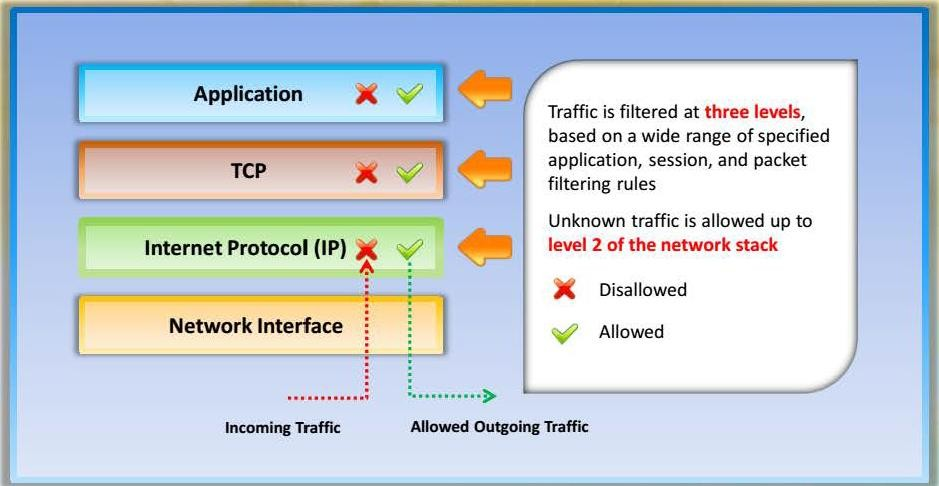 Application
TCP
Internet Protocol (IP)
Network Interface
Incoming Traffic
Allowed Outgoing Traffic
Traffic is filtered at three levels,
based on a wide range of specified
application, session, and packet
filtering rules
Unknown traffic is allowed up to
level 2 of the network stack
Disallowed
Allowed